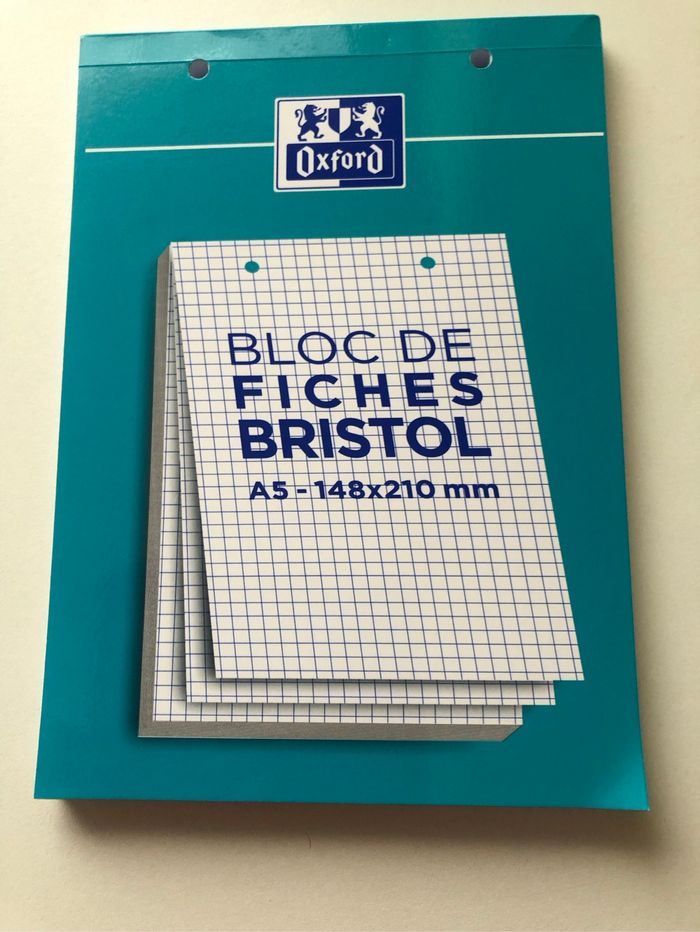 Oxford
BLOC DE
FICHES
BRISTOL
A5 - 148x210 mm